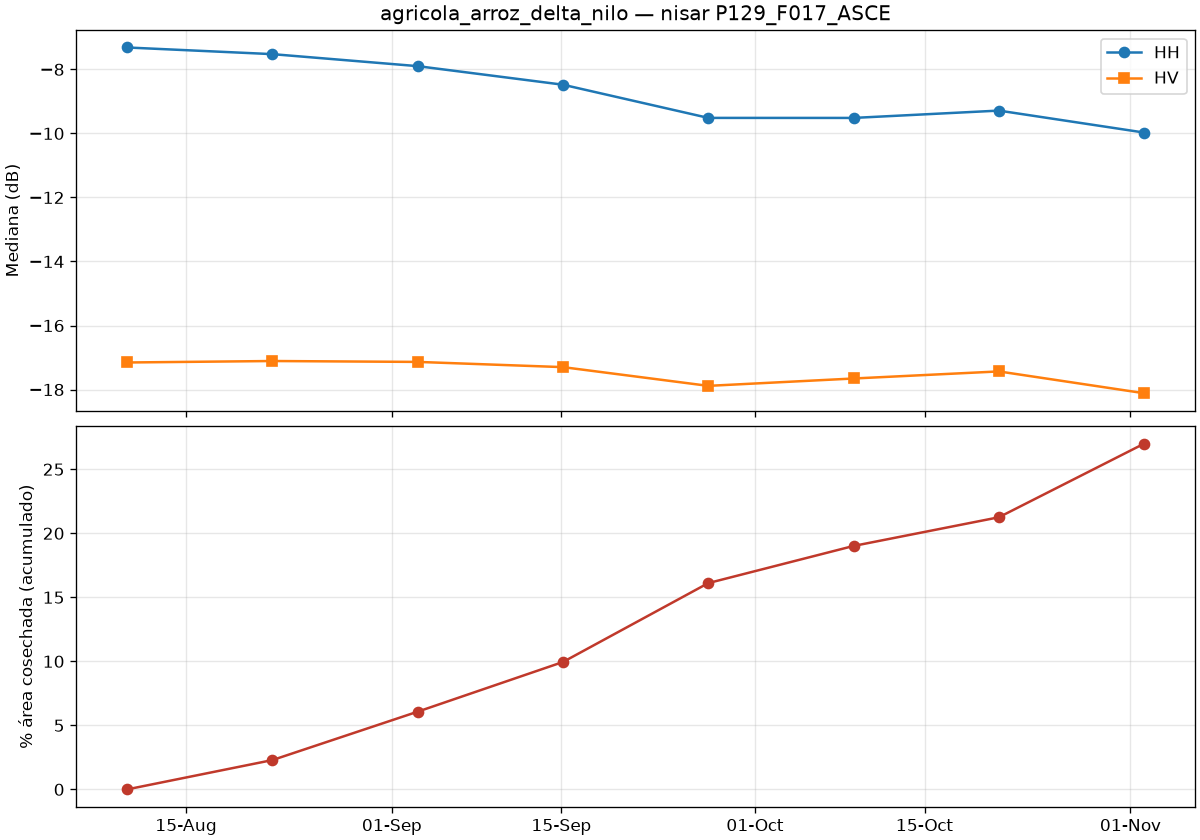 agricola_arroz_delta_nilo — nisar P129_F017_ASCE
HH
HV
Mediana (dB)
−8
−10
−12
−14
−16
−18
% área cosechada (acumulado)
25
20
15
10
5
0
15-Aug 01-Sep 15-Sep 01-Oct 15-Oct 01-Nov